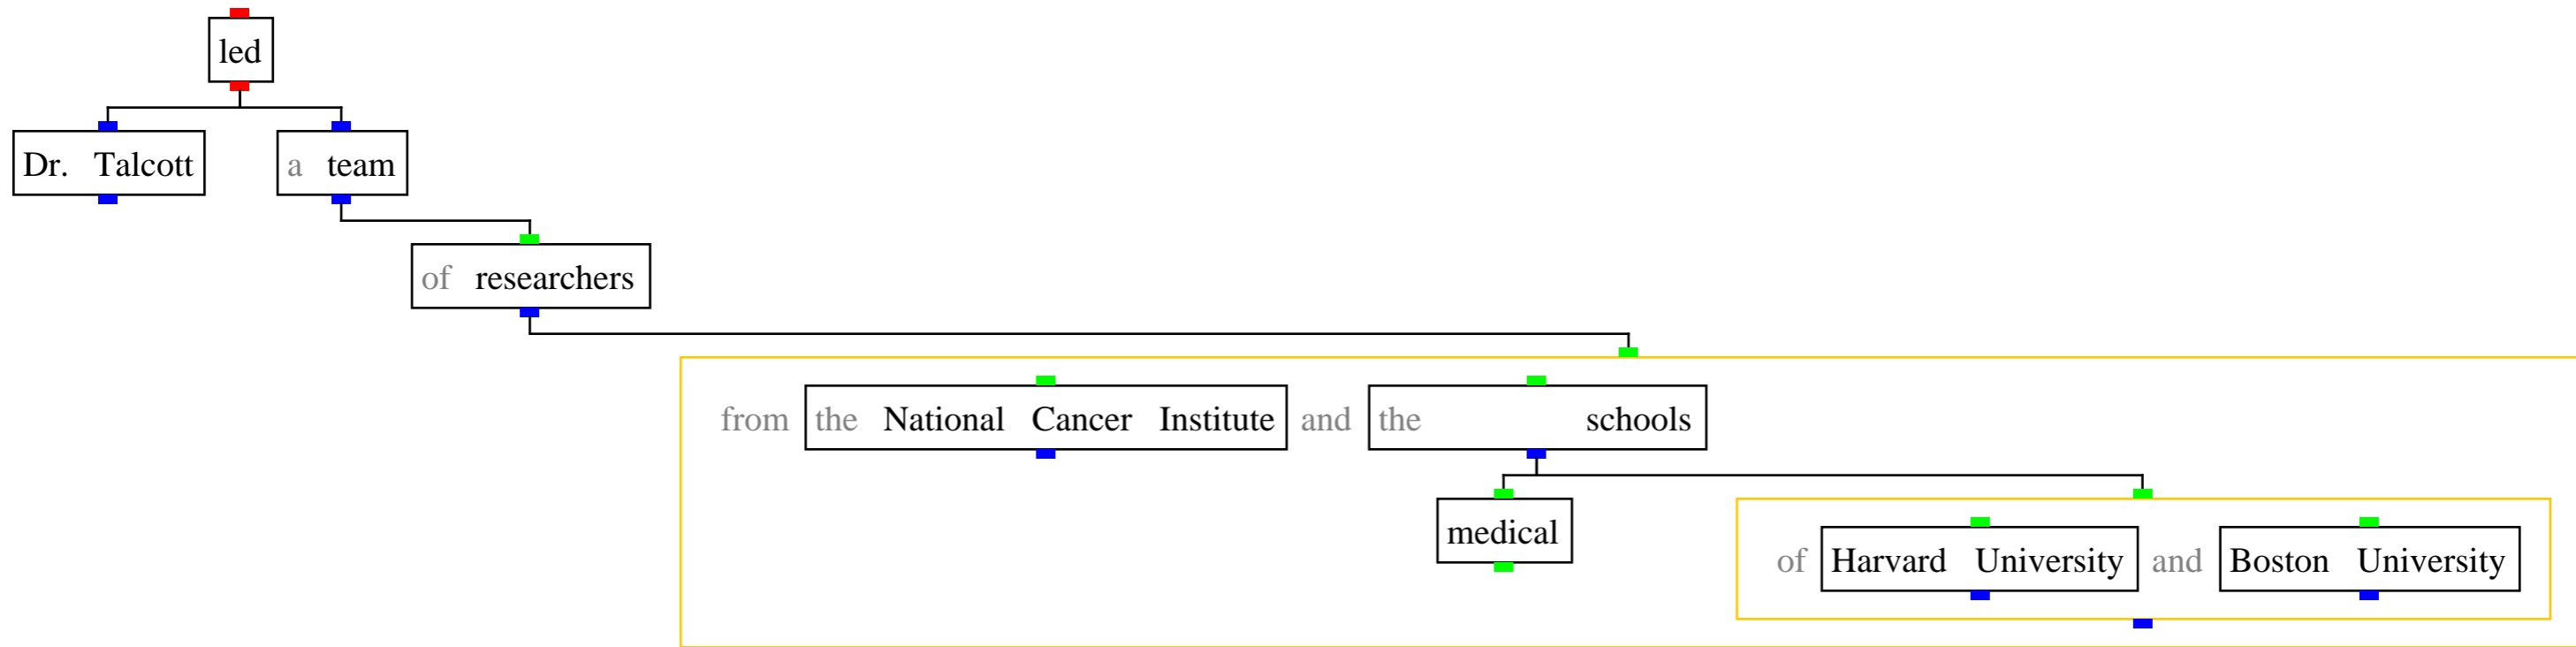 led
Dr. Talcott a team
of researchers
from the National Cancer Institute and the schools
medical
of Harvard University and Boston University